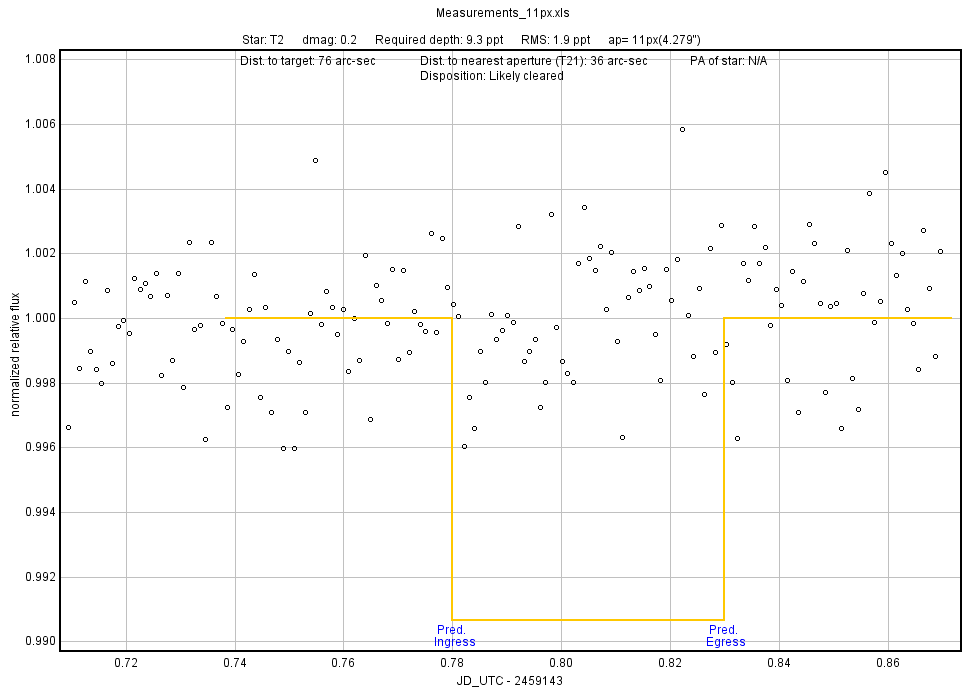 Measurements_11px.xls
Star: T2 dmag: 0.2 Required depth: 9.3 ppt RMS: 1.9 ppt ap= 11px(4.279")
Dist. to target: 76 arc-sec Dist. to nearest aperture (T21): 36 arc-sec PA of star: N/A
Disposition: Likely cleared
1.008
1.006
1.004
1.002
1.000
0.998
0.996
0.994
0.992
0.990
normalized relative flux
Pred.
Ingress
Pred.
Egress
0.72 0.74 0.76 0.78 0.80 0.82 0.84 0.86
JD_UTC - 2459143